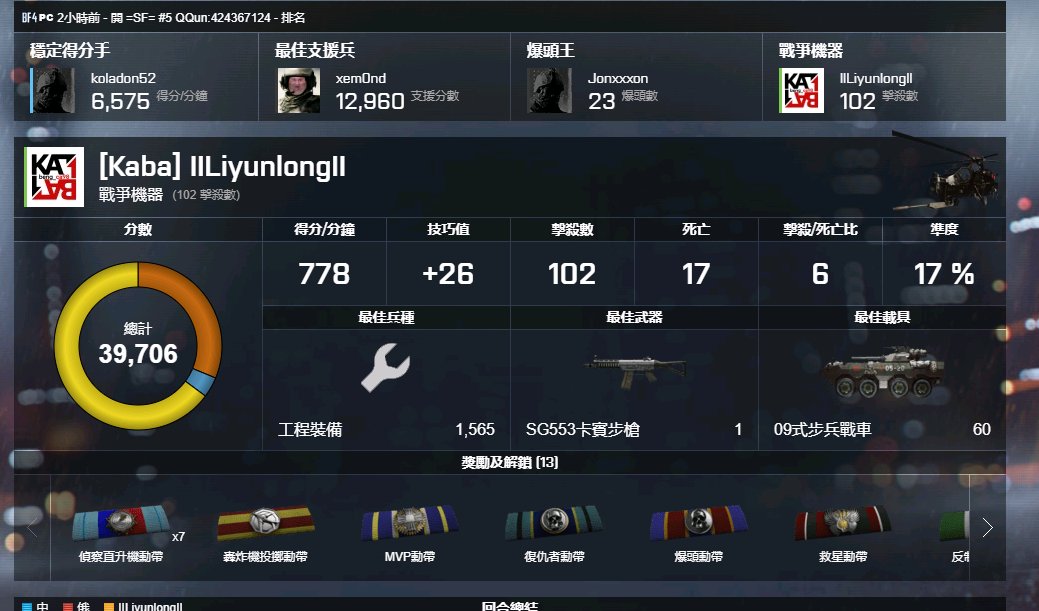 BF4 PC 2小時前 - 開 =SF= #5 QQun:424367124 - 排名
穩定得分手
koladon52
6,575 得分/分鐘
最佳支援兵
xem0nd
12,960 支援分數
爆頭王
Jonxxxon
23 爆頭數
戰爭機器
IlLiyunlongII
102 擊殺數
[Kaba] IlLiyunlongII
戰爭機器 (102 擊殺數)
分數
得分/分鐘
技巧值
擊殺數
死亡
擊殺/死亡比
準度
總計
39,706
778
+26
102
17
6
17 %
最佳兵種
最佳武器
最佳載具
工程裝備 1,565
SG553卡賓步槍 1
09式步兵戰車 60
獎勵及解鎖 (13)
x7
偵察直升機勳帶
轟炸機投擲勳帶
MVP勳帶
復仇者勳帶
爆頭勳帶
救星勳帶
中 俄 IlLiyunlongII
回合總結